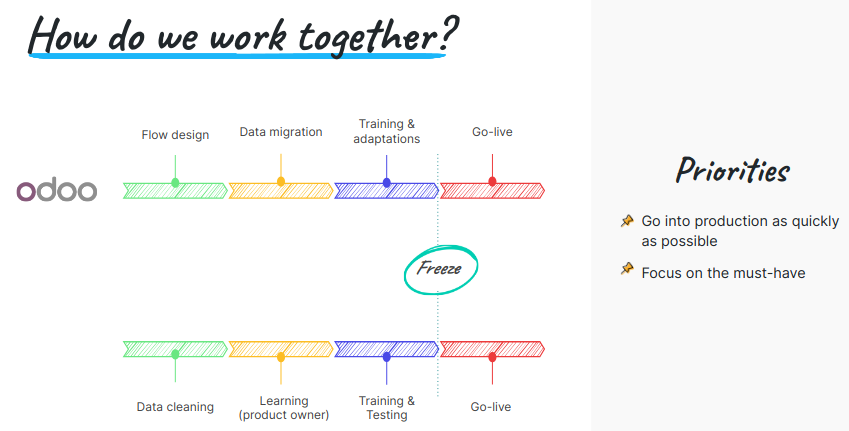 How do we work together?
Flow design
Data migration
Training &
adaptations
Go-live
odoo
Freeze
Data cleaning
Learning
(product owner)
Training &
Testing
Go-live
Priorities
Go into production as quickly
as possible
Focus on the must-have